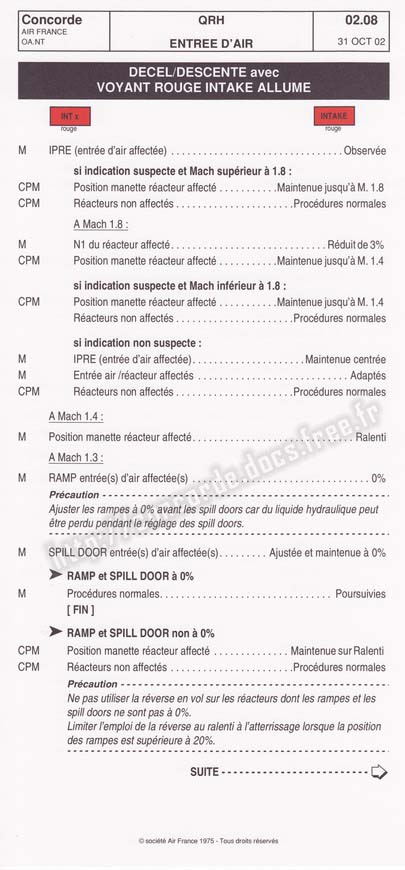 Concorde QRH 02.08
AIR FRANCE
OA.NT ENTREE D'AIR 31 OCT 02
DECEL/DESCENTE avec
VOYANT ROUGE INTAKE ALLUME
INT x INTAKE
rouge rouge
M IPRE (entrée d'air affectée) . . . . . . . . . . . . . . . . . . . . . . . . . . . . . . Observée
si indication suspecte et Mach supérieur à 1.8 :
CPM Position manette réacteur affecté . . . . . . . . . . Maintenue jusqu'à M. 1.8
CPM Réacteurs non affectés . . . . . . . . . . . . . . . . . . . . . Procédures normales
A Mach 1.8 :
M N1 du réacteur affecté . . . . . . . . . . . . . . . . . . . . . . . . . . . . Réduit de 3%
CPM Position manette réacteur affecté . . . . . . . . . . Maintenue jusqu'à M. 1.4
si indication suspecte et Mach inférieur à 1.8 :
CPM Position manette réacteur affecté . . . . . . . . . . Maintenue jusqu'à M. 1.4
Réacteurs non affectés . . . . . . . . . . . . . . . . . . . . . Procédures normales
si indication non suspecte :
M IPRE (entrée d'air affectée) . . . . . . . . . . . . . . . . . . . . Maintenue centrée
M Entrée air /réacteur affectés . . . . . . . . . . . . . . . . . . . . . . . . . . . . Adaptés
CPM Réacteurs non affectés . . . . . . . . . . . . . . . . . . . . . Procédures normales
A Mach 1.4 :
M Position manette réacteur affecté . . . . . . . . . . . . . . . . . . . . . . . . . . . . . Ralenti
A Mach 1.3 :
M RAMP entrée(s) d'air affectée(s) . . . . . . . . . . . . . . . . . . . . . . . . . . . . . . . . . 0%
Précaution
Ajuster les rampes à 0% avant les spill doors car du liquide hydraulique peut
être perdu pendant le réglage des spill doors.
M SPILL DOOR entrée(s) d'air affectée(s) . . . . . . . . . Ajustée et maintenue à 0%
➤ RAMP et SPILL DOOR à 0%
M Procédures normales . . . . . . . . . . . . . . . . . . . . . . . . . . . . . . . Poursuivies
[ FIN ]
➤ RAMP et SPILL DOOR non à 0%
CPM Position manette réacteur affecté . . . . . . . . . . . . . . Maintenue sur Ralenti
CPM Réacteurs non affectés . . . . . . . . . . . . . . . . . . . . . . . Procédures normales
Précaution
Ne pas utiliser la réverse en vol sur les réacteurs dont les rampes et les
spill doors ne sont pas à 0%.
Limiter l'emploi de la réverse au ralenti à l'atterrissage lorsque la position
des rampes est supérieure à 20%.
SUITE
© société Air France 1975 - Tous droits réservés
http://concorde.docs.free.fr